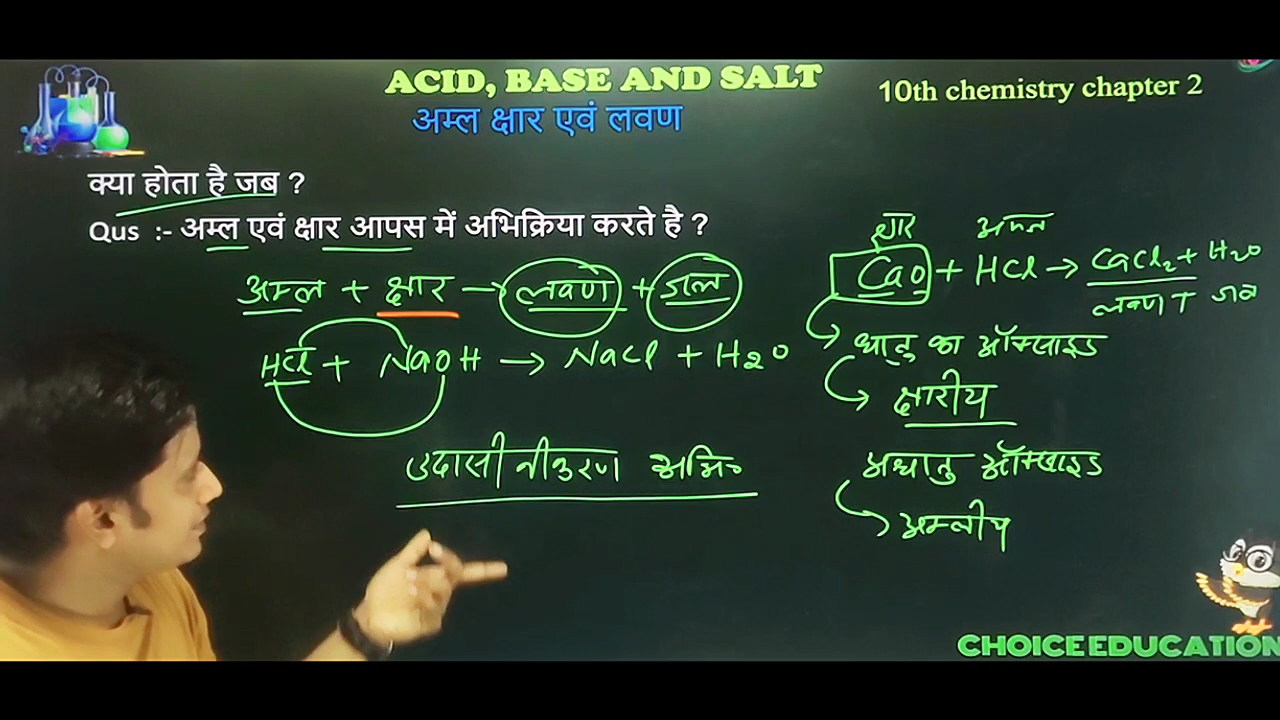 ACID, BASE AND SALT
10th chemistry chapter 2
अम्ल क्षार एवं लवण
क्या होता है जब ?
Qus :- अम्ल एवं क्षार आपस में अभिक्रिया करते है ?
अम्ल + क्षार → लवण + जल
HCl + NaOH → NaCl + H2O
उदासीनीकरण अभि॰
क्षार अम्ल
CaO + HCl → CaCl2 + H2O
लवण + जल
धातु का ऑक्साइड
क्षारीय
अधातु ऑक्साइड
अम्लीय
CHOICE EDUCATION